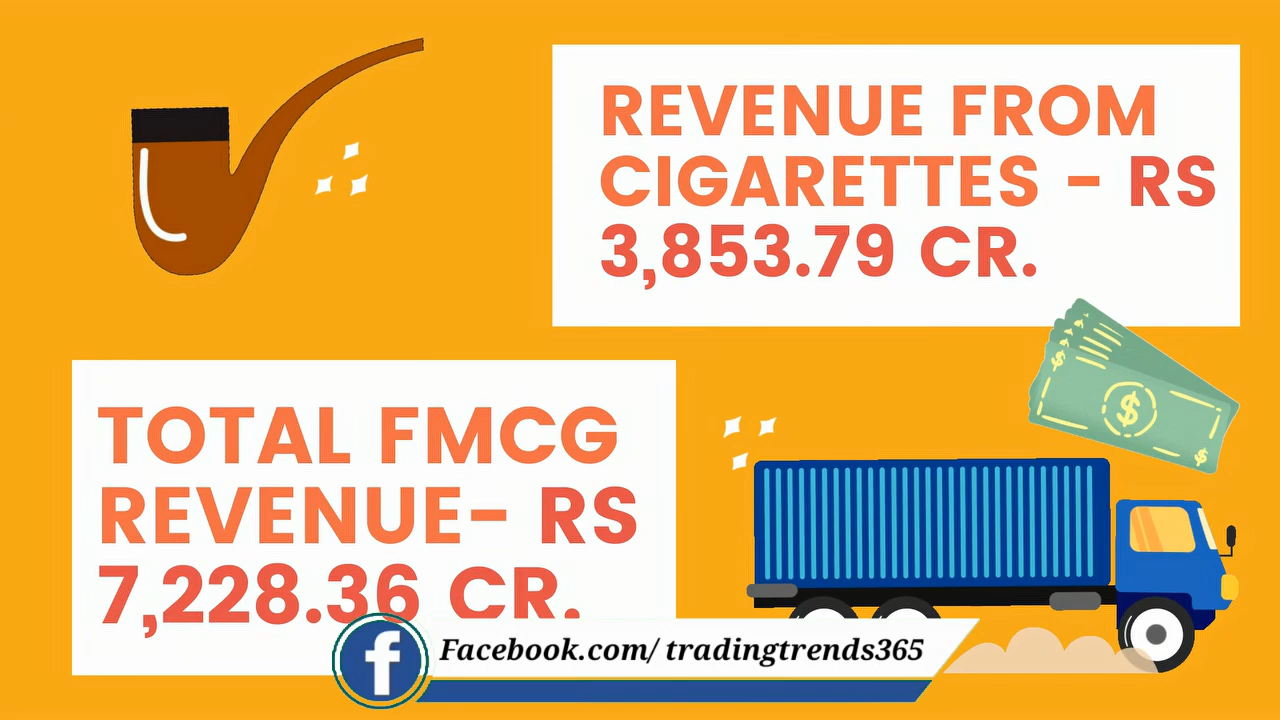 REVENUE FROM
CIGARETTES - RS
3,853.79 CR.
TOTAL FMCG
REVENUE- RS
7,228.36 CR.
Facebook.com/ tradingtrends365